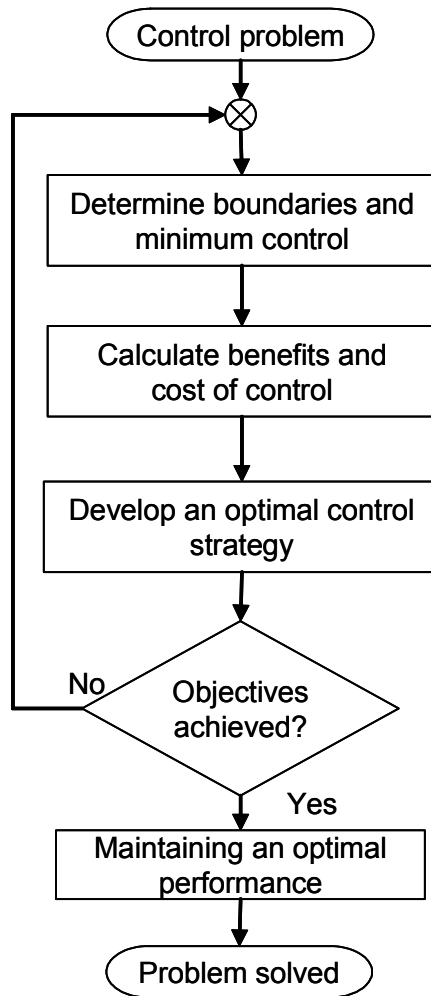 Control problem
Determine boundaries and
minimum control
Calculate benefits and
cost of control
Develop an optimal control
strategy
No
Objectives
achieved?
Yes
Maintaining an optimal
performance
Problem solved